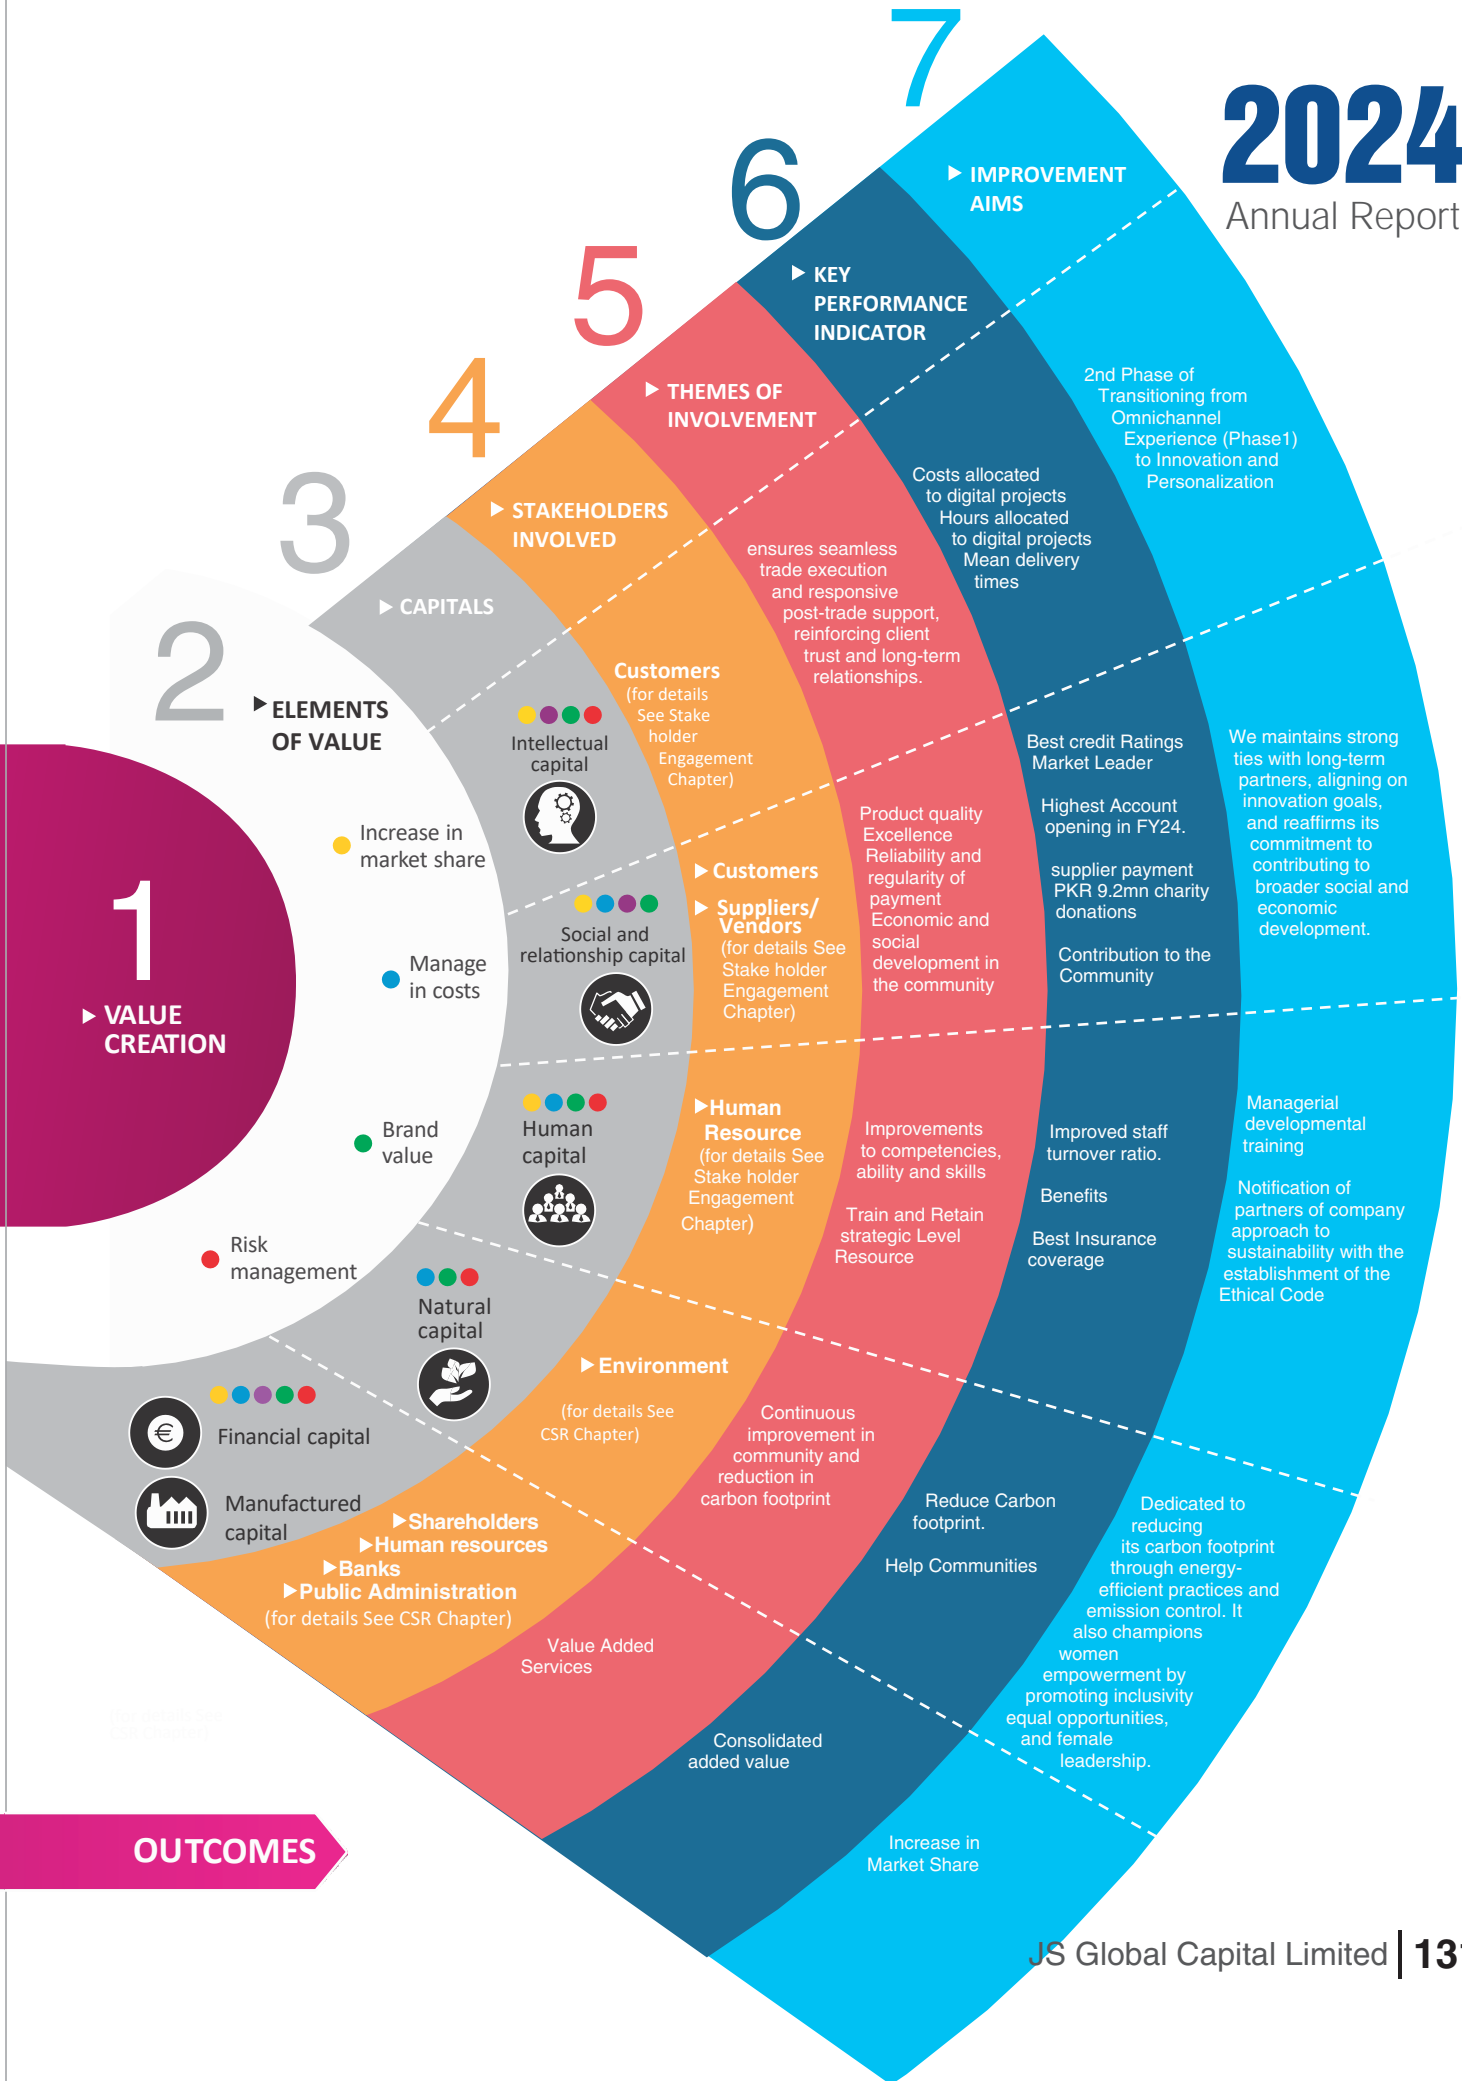 7
2024
Annual Report
IMPROVEMENT
AIMS
6
KEY
PERFORMANCE
INDICATOR
5
THEMES OF
INVOLVEMENT
4
STAKEHOLDERS
INVOLVED
3
CAPITALS
2
ELEMENTS
OF VALUE
1
VALUE
CREATION
Increase in
market share
Manage
in costs
Brand
value
Risk
management
Intellectual
capital
Customers
(for details
See Stake
holder
Engagement
Chapter)
ensures seamless
trade execution
and responsive
post-trade support,
reinforcing client
trust and long-term
relationships.
Costs allocated
to digital projects
Hours allocated
to digital projects
Mean delivery
times
2nd Phase of
Transitioning from
Omnichannel
Experience (Phase1)
to Innovation and
Personalization
Social and
relationship capital
Customers
Suppliers/
Vendors
(for details See
Stake holder
Engagement
Chapter)
Product quality
Excellence
Reliability and
regularity of
payment
Economic and
social
development in
the community
Best credit Ratings
Market Leader
Highest Account
opening in FY24.
supplier payment
PKR 9.2mn charity
donations
Contribution to the
Community
We maintains strong
ties with long-term
partners, aligning on
innovation goals,
and reaffirms its
commitment to
contributing to
broader social and
economic
development.
Human
capital
Human
Resource
(for details See
Stake holder
Engagement
Chapter)
Improvements
to competencies,
ability and skills
Train and Retain
strategic Level
Resource
Improved staff
turnover ratio.
Benefits
Best Insurance
coverage
Managerial
developmental
training
Notification of
partners of company
approach to
sustainability with the
establishment of the
Ethical Code
Natural
capital
Environment
(for details See
CSR Chapter)
Continuous
improvement in
community and
reduction in
carbon footprint
Reduce Carbon
footprint.
Help Communities
Dedicated to
reducing
its carbon footprint
through energy-
efficient practices and
emission control. It
also champions
women
empowerment by
promoting inclusivity
equal opportunities,
and female
leadership.
€
Financial capital
Manufactured
capital
Shareholders
Human resources
Banks
Public Administration
(for details See CSR Chapter)
Value Added
Services
Consolidated
added value
Increase in
Market Share
OUTCOMES
JS Global Capital Limited